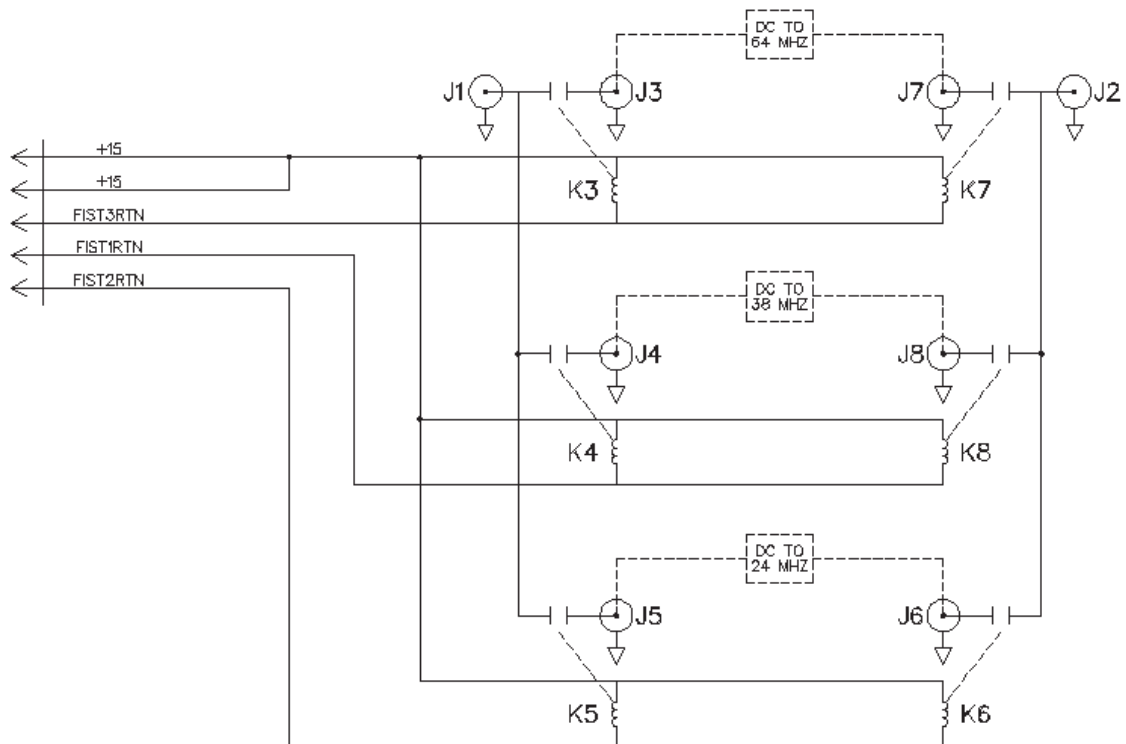 DC TO
64 MHZ
J1
J3
J7
J2
+15
+15
K3
K7
FIST3RTN
FIST1RTN
FIST2RTN
DC TO
38 MHZ
J4
J8
K4
K8
DC TO
24 MHZ
J5
J6
K5
K6